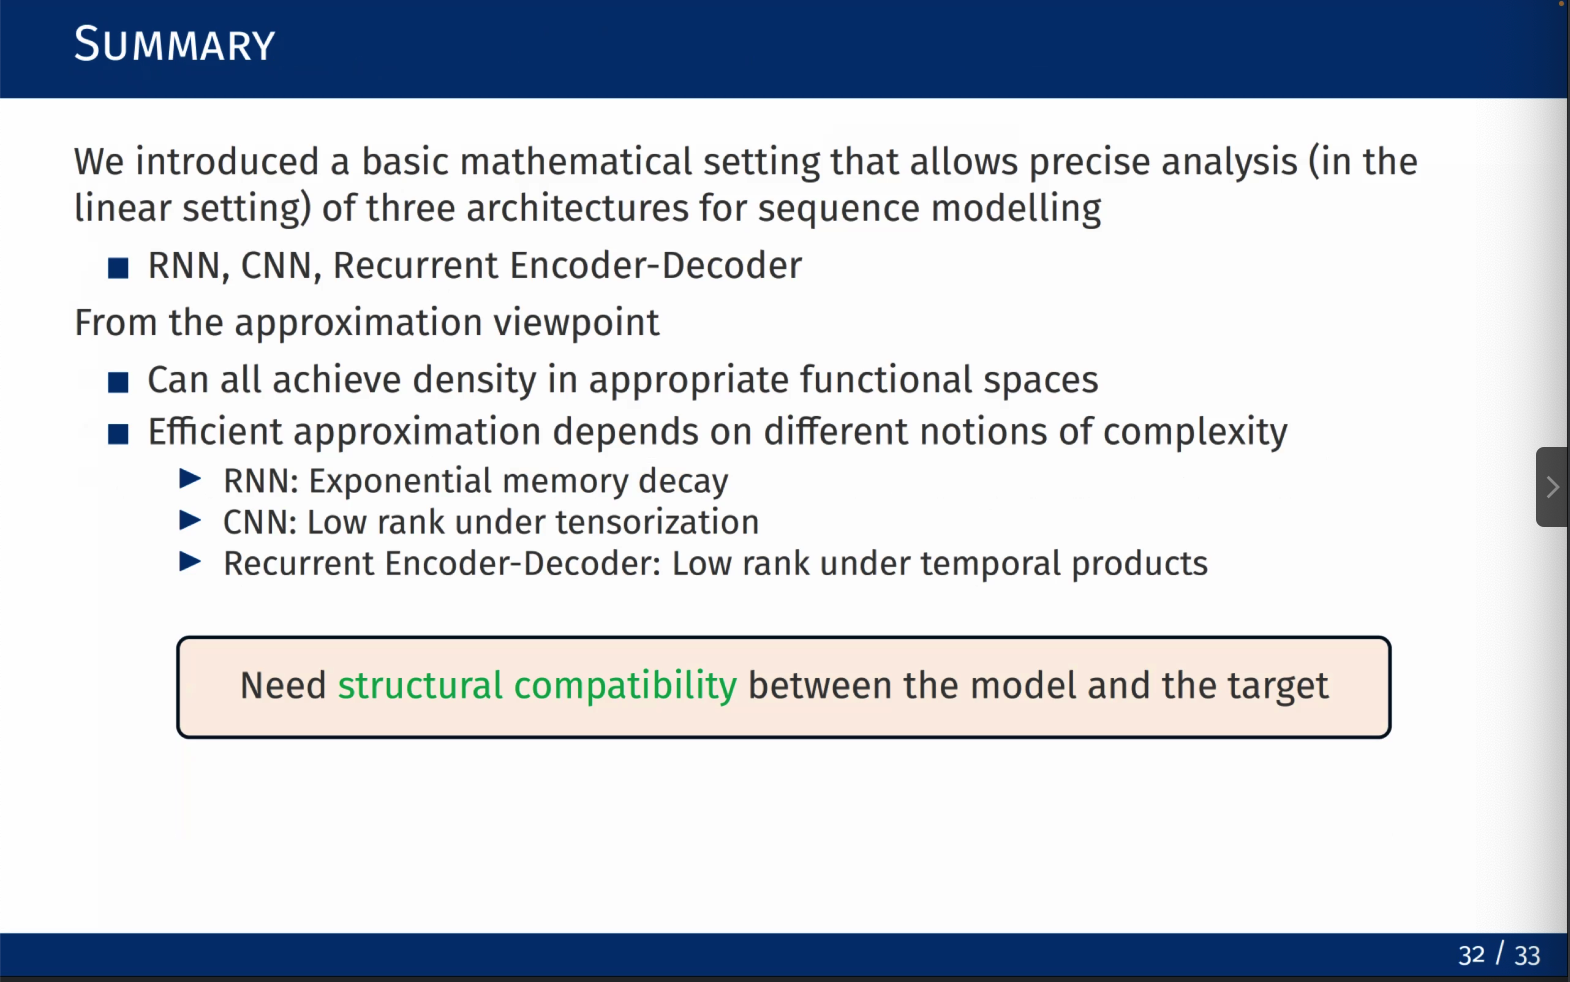 Summary
We introduced a basic mathematical setting that allows precise analysis (in the
linear setting) of three architectures for sequence modelling
RNN, CNN, Recurrent Encoder-Decoder
From the approximation viewpoint
Can all achieve density in appropriate functional spaces
Efficient approximation depends on different notions of complexity
RNN: Exponential memory decay
CNN: Low rank under tensorization
Recurrent Encoder-Decoder: Low rank under temporal products
Need structural compatibility between the model and the target
32 / 33